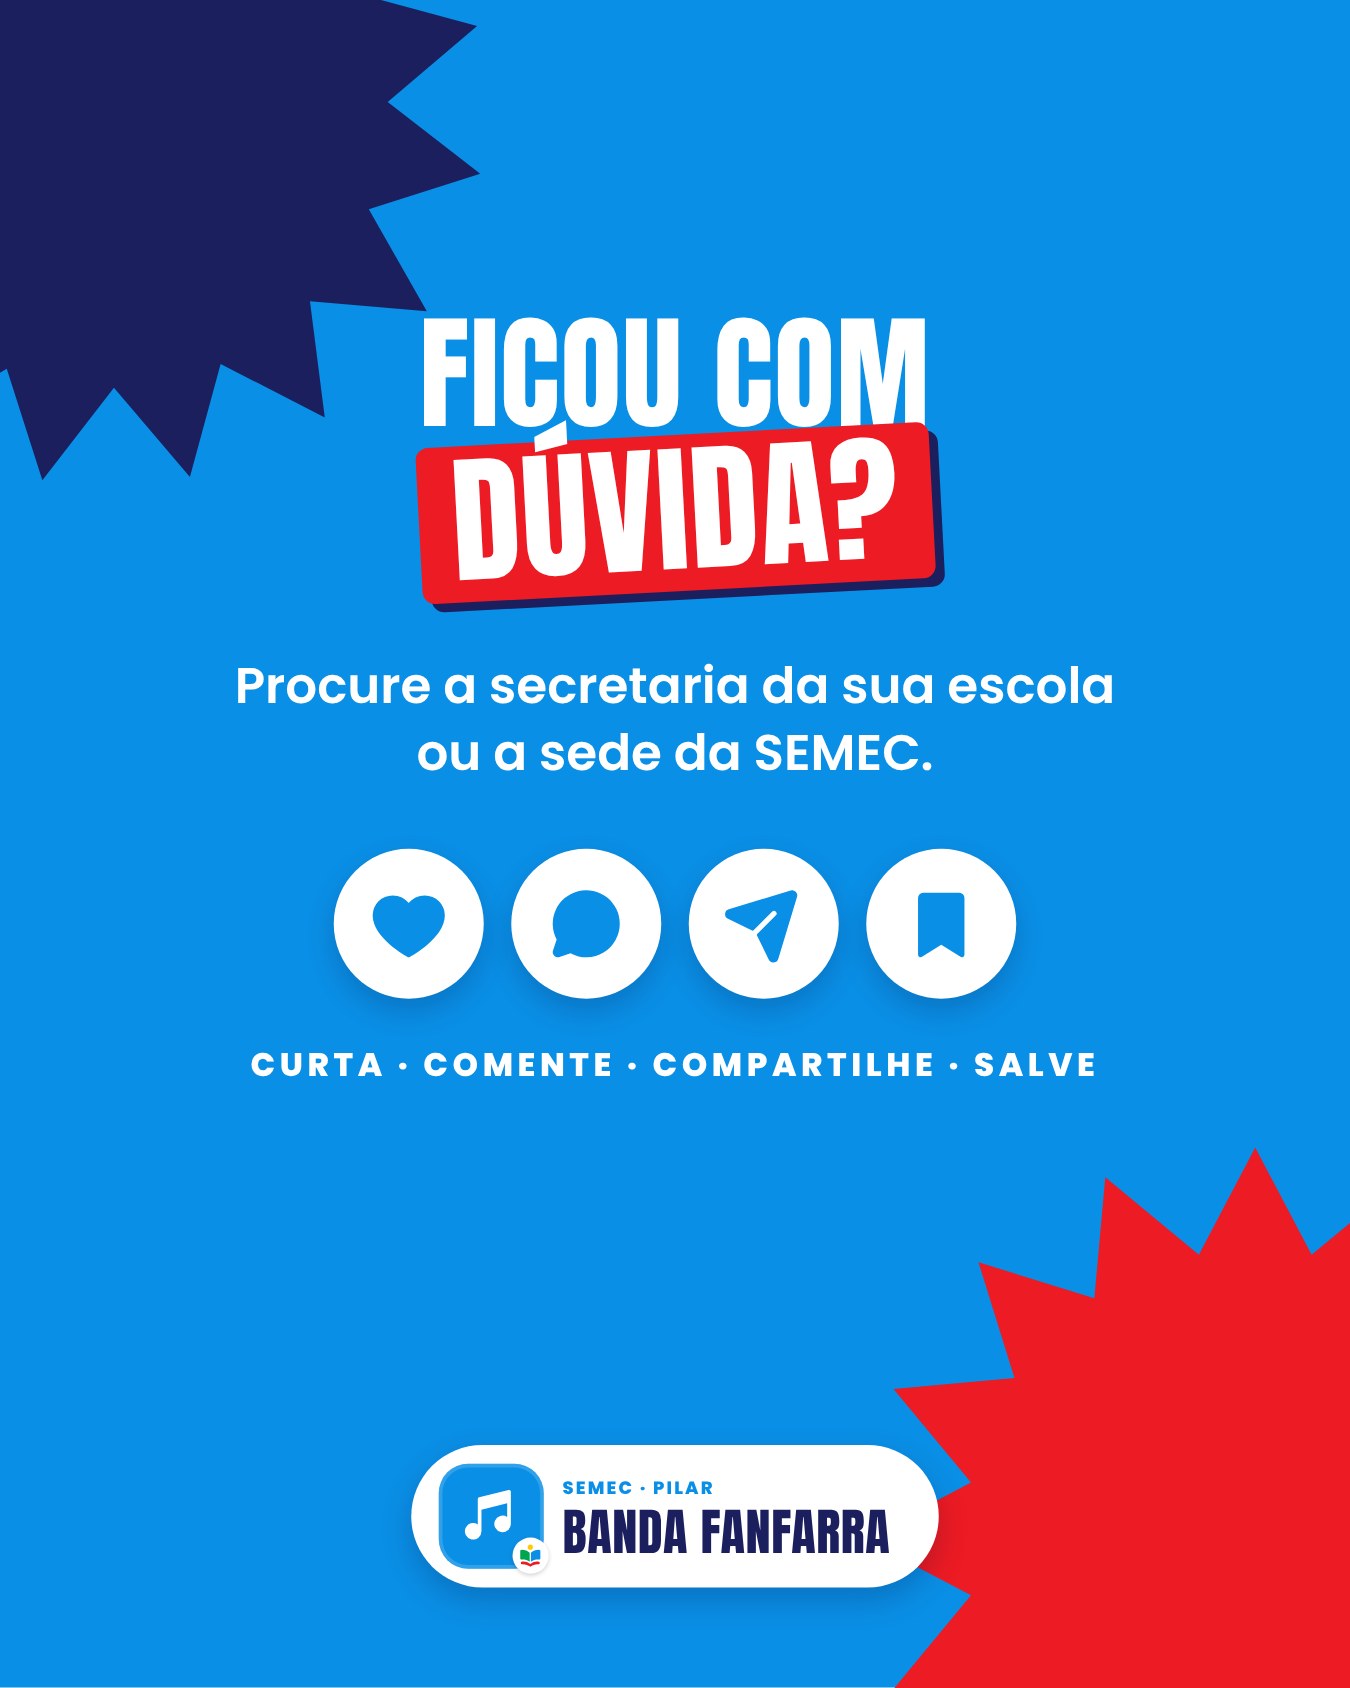 FICOU COM
DÚVIDA?
Procure a secretaria da sua escola
ou a sede da SEMEC.
CURTA · COMENTE · COMPARTILHE · SALVE
SEMEC · PILAR
BANDA FANFARRA